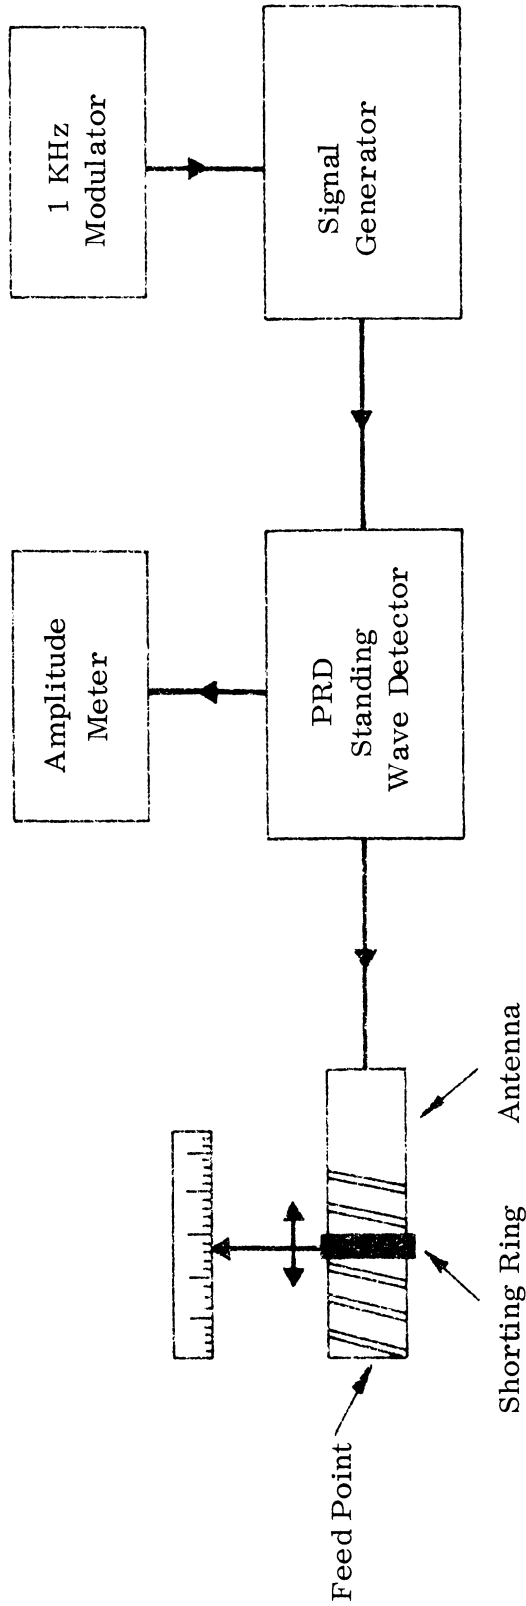 1 KHz
Modulator
Signal
Generator
Amplitude
Meter
PRD
Standing
Wave Detector
Antenna
Shorting Ring
Feed Point